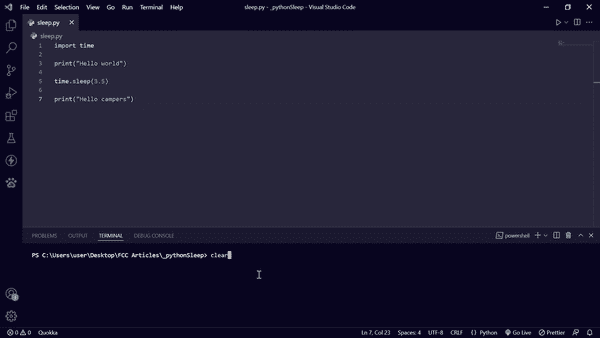 File Edit Selection View Go Run Terminal Help
sleep.py - _pythonSleep - Visual Studio Code
sleep.py
sleep.py
1 import time
2
3 print("Hello world")
4
5 time.sleep(3.5)
6
7 print("Hello campers")
PROBLEMS OUTPUT TERMINAL DEBUG CONSOLE
powershell
PS C:\Users\user\Desktop\FCC Articles\_pythonSleep> clear
0 0 Quokka
Ln 7, Col 23 Spaces: 4 UTF-8 CRLF Python Go Live Prettier